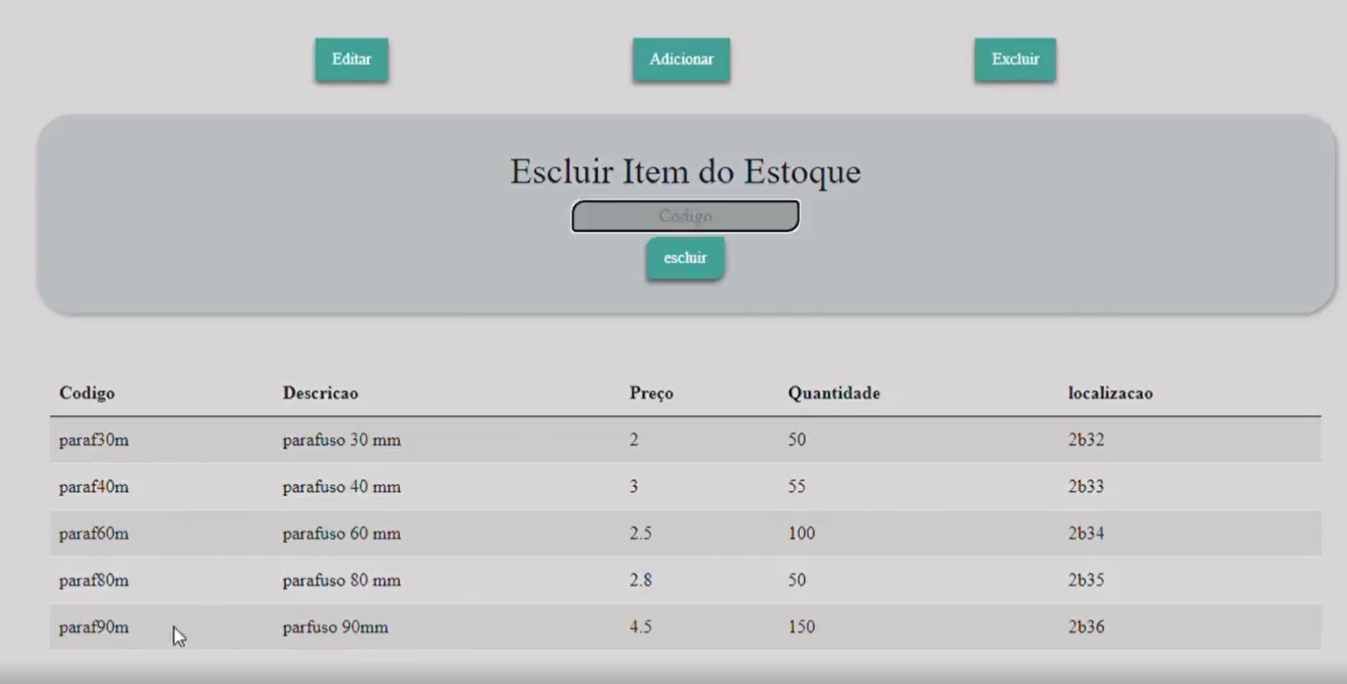 Editar Adicionar Excluir
Escluir Item do Estoque
Código
escluir
Codigo Descricao Preço Quantidade localizacao
paraf30m parafuso 30 mm 2 50 2b32
paraf40m parafuso 40 mm 3 55 2b33
paraf60m parafuso 60 mm 2.5 100 2b34
paraf80m parafuso 80 mm 2.8 50 2b35
paraf90m parfuso 90mm 4.5 150 2b36